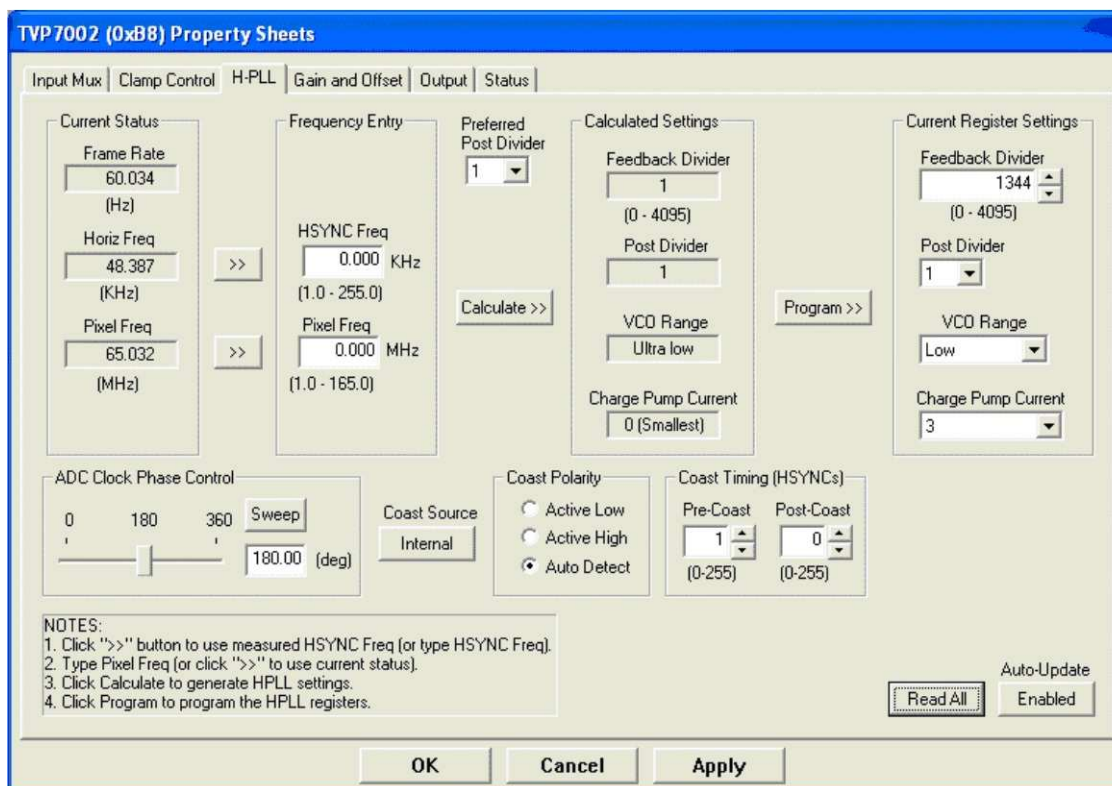 TVP7002 (0xB8) Property Sheets
Input Mux
Clamp Control
H-PLL
Gain and Offset
Output
Status
Current Status
Frame Rate
60.034
(Hz)
Horiz Freq
48.387
(KHz)
Pixel Freq
65.032
(MHz)
>>
>>
Frequency Entry
HSYNC Freq
0.000 KHz
(1.0 - 255.0)
Pixel Freq
0.000 MHz
(1.0 - 165.0)
Preferred
Post Divider
1
Calculate >>
Calculated Settings
Feedback Divider
1
(0 - 4095)
Post Divider
1
VCO Range
Ultra low
Charge Pump Current
0 (Smallest)
Program >>
Current Register Settings
Feedback Divider
1344
(0 - 4095)
Post Divider
1
VCO Range
Low
Charge Pump Current
3
ADC Clock Phase Control
0 180 360
Sweep
180.00 (deg)
Coast Source
Internal
Coast Polarity
Active Low
Active High
Auto Detect
Coast Timing (HSYNCs)
Pre-Coast Post-Coast
1 0
(0-255) (0-255)
NOTES:
1. Click ">>" button to use measured HSYNC Freq (or type HSYNC Freq).
2. Type Pixel Freq (or click ">>" to use current status).
3. Click Calculate to generate HPLL settings.
4. Click Program to program the HPLL registers.
Read All
Auto-Update
Enabled
OK
Cancel
Apply